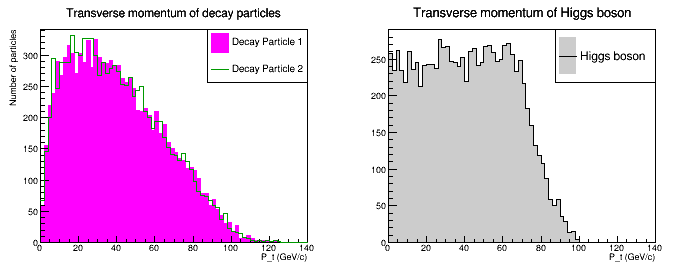 Transverse momentum of decay particles
Number of particles
300
250
200
150
100
50
0
0 20 40 60 80 100 120 140
P_t (GeV/c)
Decay Particle 1
Decay Particle 2
Transverse momentum of Higgs boson
250
200
150
100
50
0
0 20 40 60 80 100 120 140
P_t (GeV/c)
Higgs boson